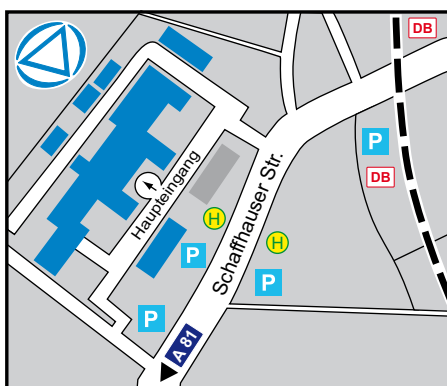 DB
P
DB
Haupteingang
H
Schaffhauser Str.
H
P
P
P
A 81